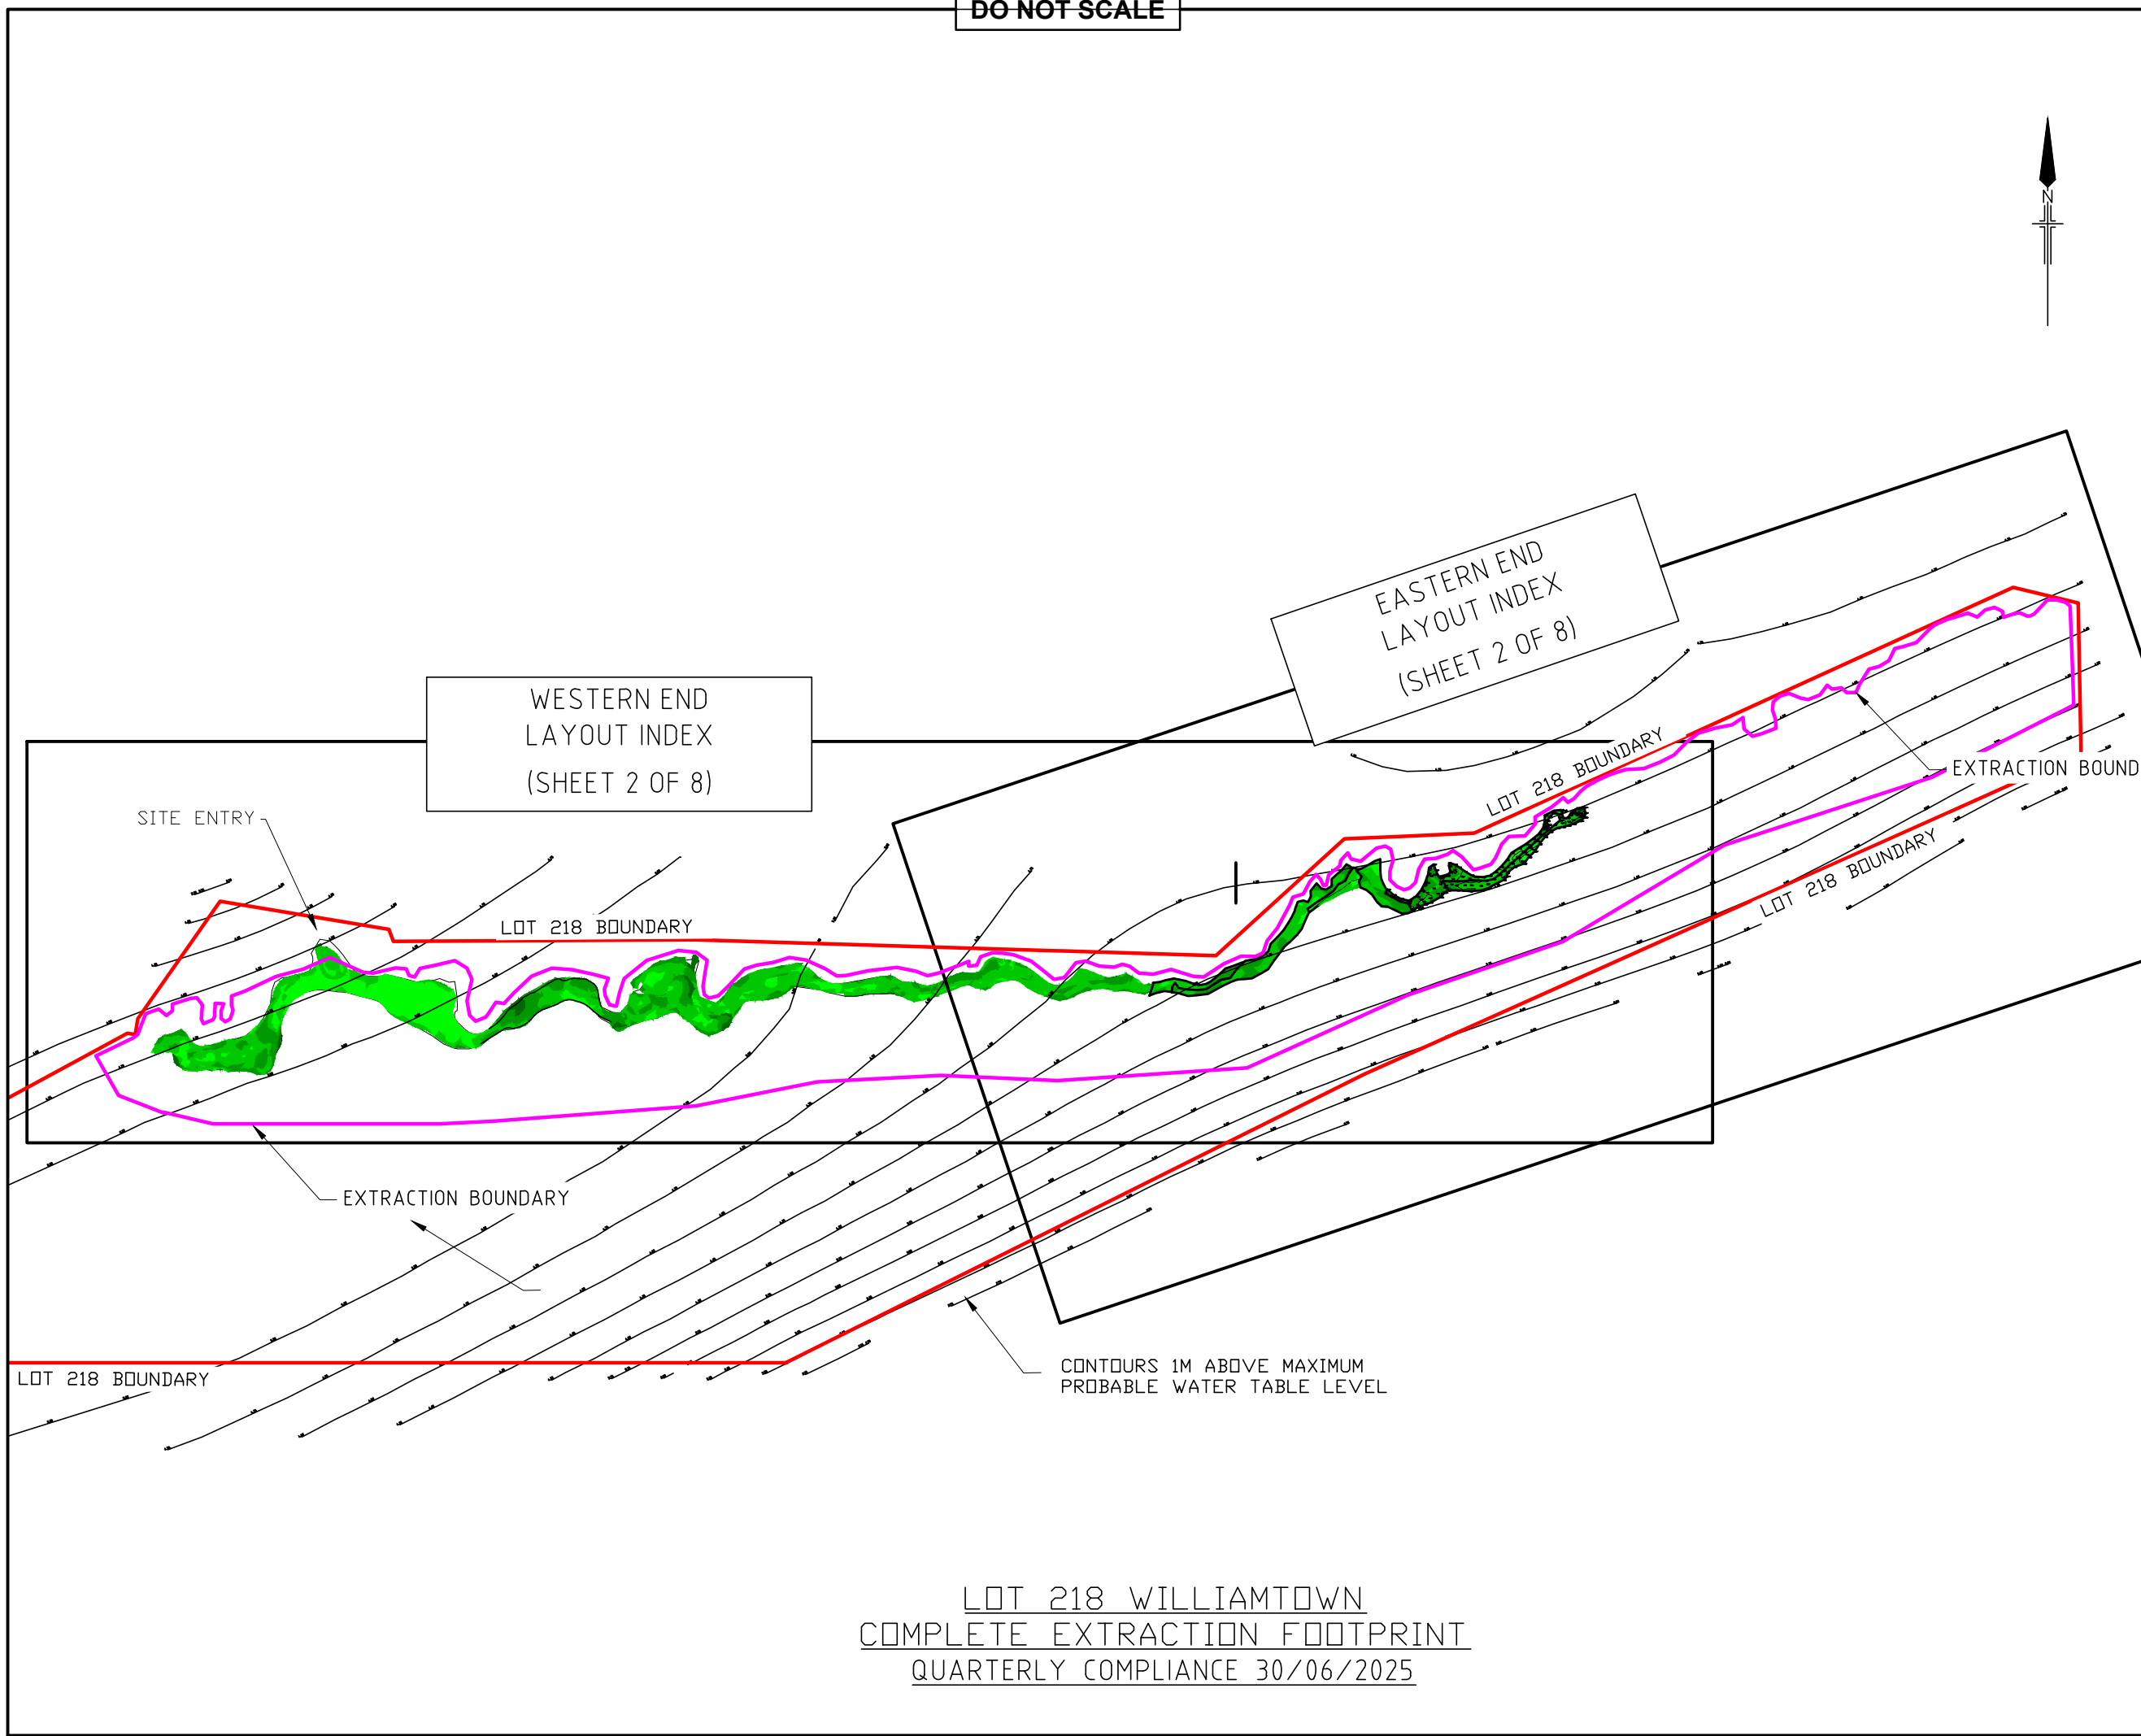 DO NOT SCALE
N
EASTERN END
LAYOUT INDEX
(SHEET 2 OF 8)
WESTERN END
LAYOUT INDEX
(SHEET 2 OF 8)
SITE ENTRY
LOT 218 BOUNDARY
EXTRACTION BOUND
LOT 218 BOUNDARY
LOT 218 BOUNDARY
EXTRACTION BOUNDARY
CONTOURS 1M ABOVE MAXIMUM
PROBABLE WATER TABLE LEVEL
LOT 218 BOUNDARY
LOT 218 WILLIAMTOWN
COMPLETE EXTRACTION FOOTPRINT
QUARTERLY COMPLIANCE 30/06/2025